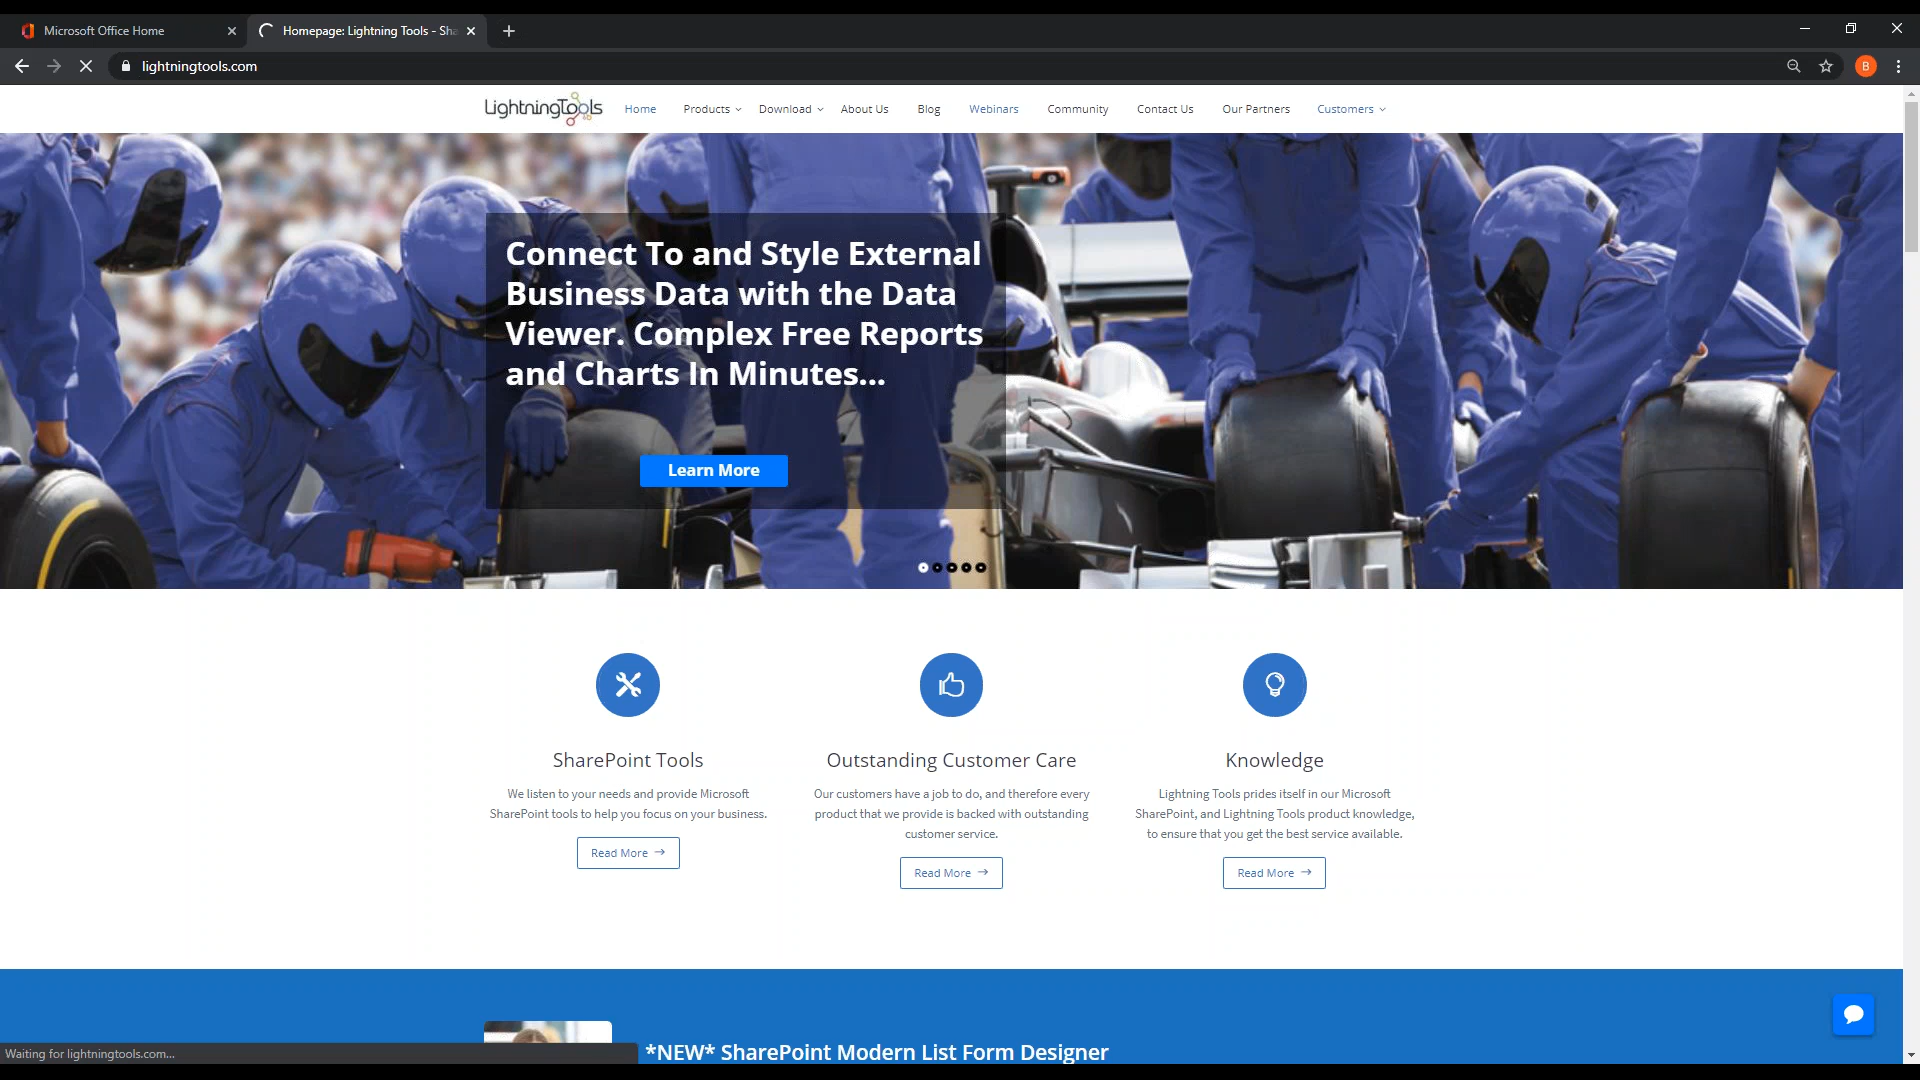 Microsoft Office Home
Homepage: Lightning Tools - Sha
lightningtools.com
B
LightningTools
Home
Products
Download
About Us
Blog
Webinars
Community
Contact Us
Our Partners
Customers
Connect To and Style External
Business Data with the Data
Viewer. Complex Free Reports
and Charts In Minutes...
Learn More
SharePoint Tools
We listen to your needs and provide Microsoft
SharePoint tools to help you focus on your business.
Read More →
Outstanding Customer Care
Our customers have a job to do, and therefore every
product that we provide is backed with outstanding
customer service.
Read More →
Knowledge
Lightning Tools prides itself in our Microsoft
SharePoint, and Lightning Tools product knowledge,
to ensure that you get the best service available.
Read More →
*NEW* SharePoint Modern List Form Designer
Waiting for lightningtools.com...